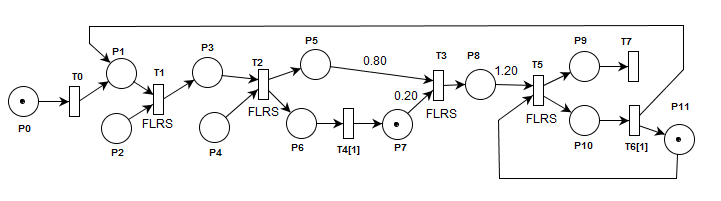 P0
T0
P1
P2
T1
FLRS
P3
P4
T2
FLRS
P5
P6
0.80
T4[1]
0.20
P7
T3
FLRS
P8
1.20
T5
FLRS
P9
P10
T7
T6[1]
P11